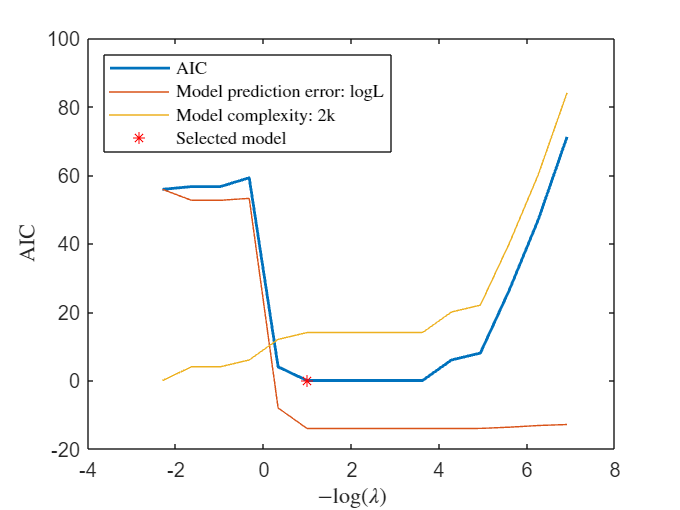 100
80
60
40
20
0
-20
AIC
AIC
Model prediction error: logL
Model complexity: 2k
Selected model
-4 -2 0 2 4 6 8
−log(λ)